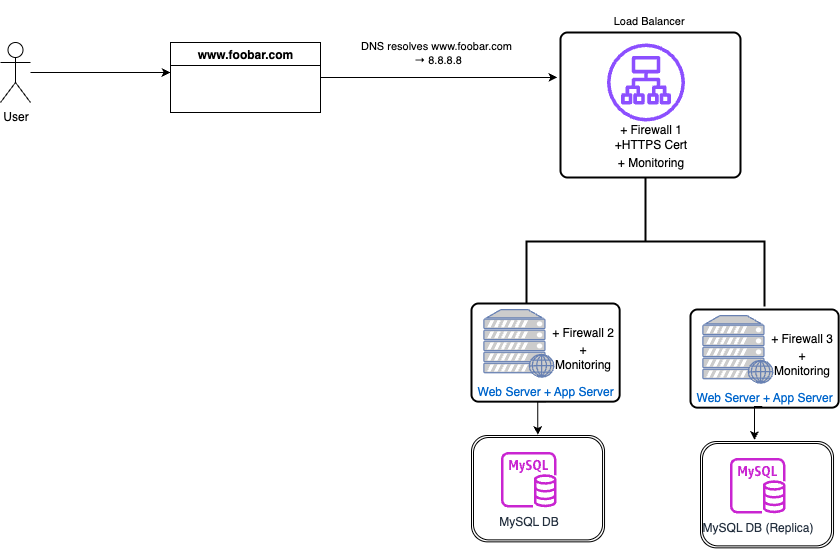 Load Balancer
www.foobar.com
DNS resolves www.foobar.com
→ 8.8.8.8
User
+ Firewall 1
+HTTPS Cert
+ Monitoring
+ Firewall 2
+
Monitoring
Web Server + App Server
+ Firewall 3
+
Monitoring
Web Server + App Server
MySQL
MySQL DB
MySQL
MySQL DB (Replica)